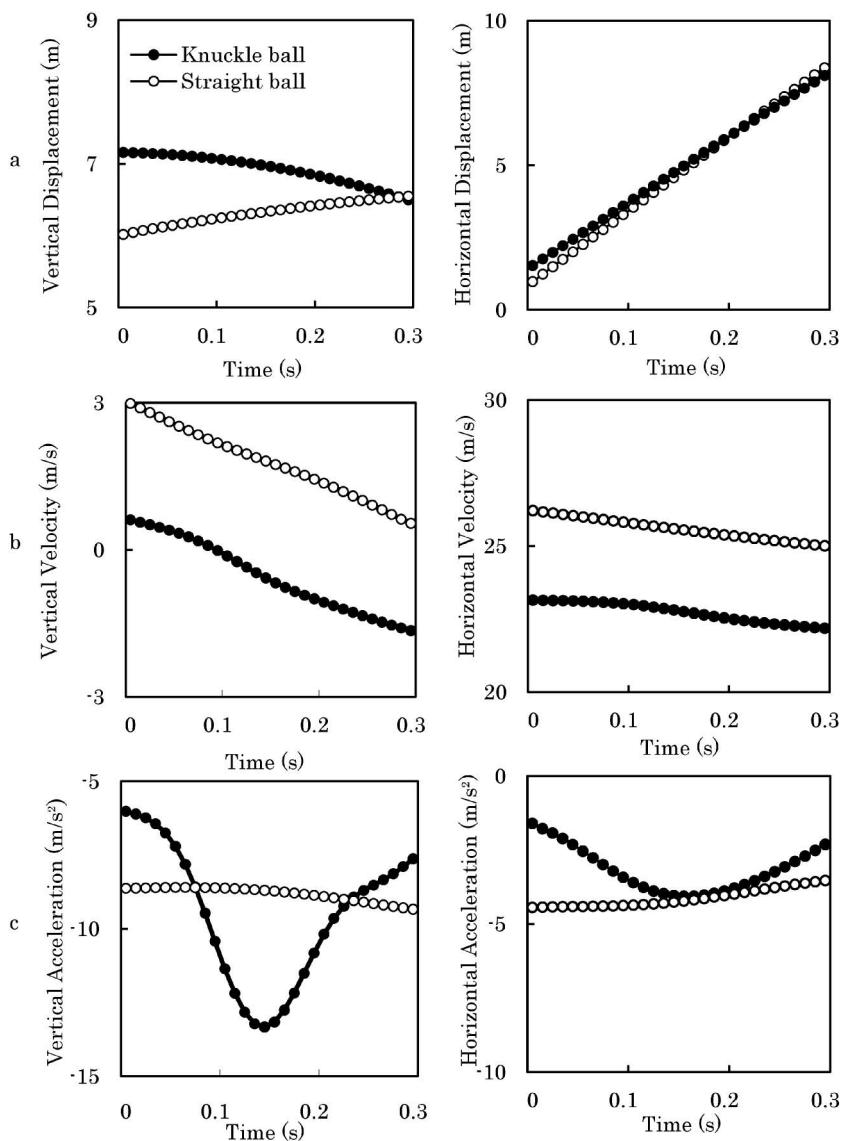 a
Vertical Displacement (m)
9
7
5
Knuckle ball
Straight ball
0
0.1
0.2
0.3
Time (s)
Horizontal Displacement (m)
10
5
0
0
0.1
0.2
0.3
Time (s)
b
Vertical Velocity (m/s)
3
0
-3
0
0.1
0.2
0.3
Time (s)
Horizontal Velocity (m/s)
30
25
20
0
0.1
0.2
0.3
Time (s)
c
Vertical Acceleration (m/s²)
-5
-10
-15
0
0.1
0.2
0.3
Time (s)
Horizontal Acceleration (m/s²)
0
-5
-10
0
0.1
0.2
0.3
Time (s)